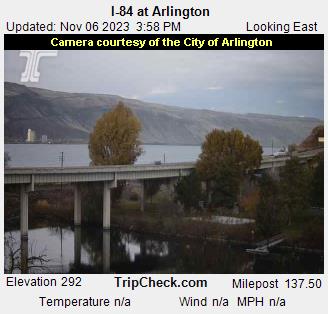 I-84 at Arlington
Updated: Nov 06 2023 3:58 PM Looking East
Camera courtesy of the City of Arlington
Elevation 292 TripCheck.com Milepost 137.50
Temperature n/a Wind n/a MPH n/a